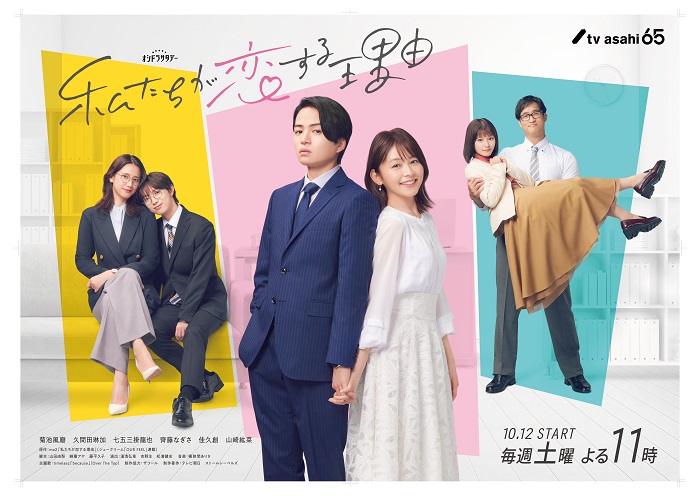 オシドラサタデー
私たちが恋する理由
tv asahi 65
菊池風磨 久間田琳加 七五三掛龍也 齊藤なぎさ 佳久創 山崎紘菜
10.12 START
毎週土曜 よる11時